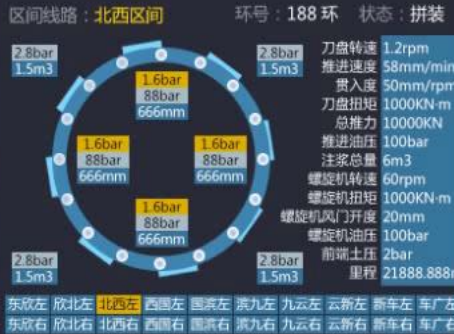 区间线路：北西区间 环号：188 环 状态：拼装
2.8bar
1.5m3
2.8bar
1.5m3
1.6bar
88bar
666mm
1.6bar
88bar
666mm
1.6bar
88bar
666mm
1.6bar
88bar
666mm
2.8bar
1.5m3
2.8bar
1.5m3
刀盘转速 1.2rpm
推进速度 58mm/min
贯入度 50mm/rpm
刀盘扭矩 1000KN·m
总推力 10000KN
推进油压 100bar
注浆总量 6m3
螺旋机转速 60rpm
螺旋机扭矩 1000KN·m
螺旋机风门开度 20mm
螺旋机油压 100bar
前端土压 2bar
里程 21888.888m
东欣左 欣北左 北西左 西国左 国滨左 滨九左 九云左 云新左 新车左 车广左
东欣右 欣北右 北西右 西国右 国滨右 滨九右 九云右 云新右 新车右 车广右